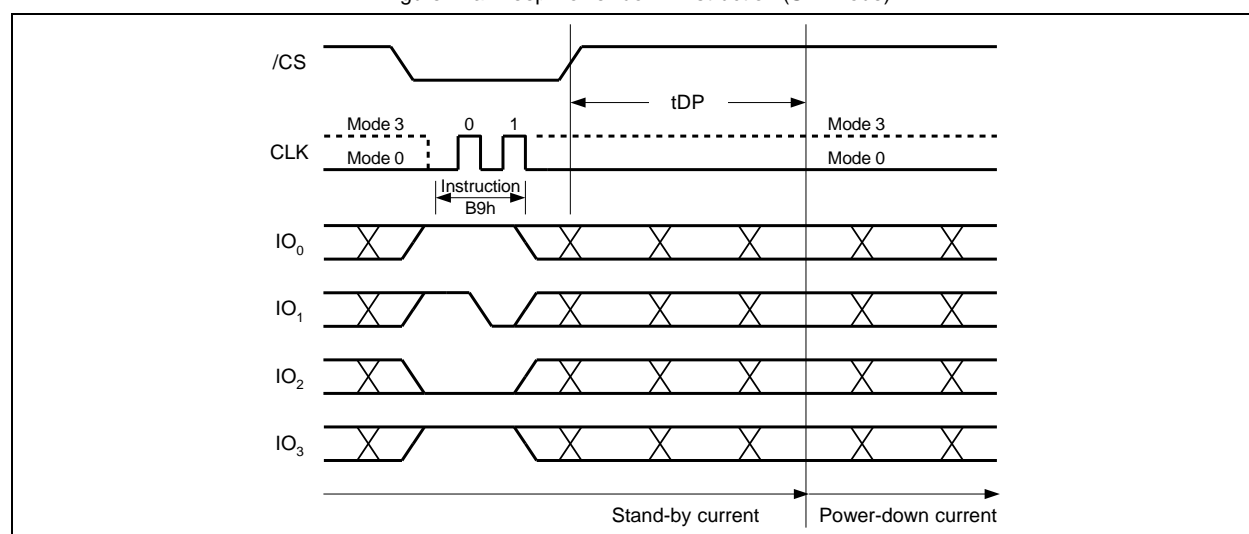 /CS
tDP
Mode 3 0 1 Mode 3
CLK
Mode 0 Mode 0
Instruction
B9h
IO0
IO1
IO2
IO3
Stand-by current Power-down current